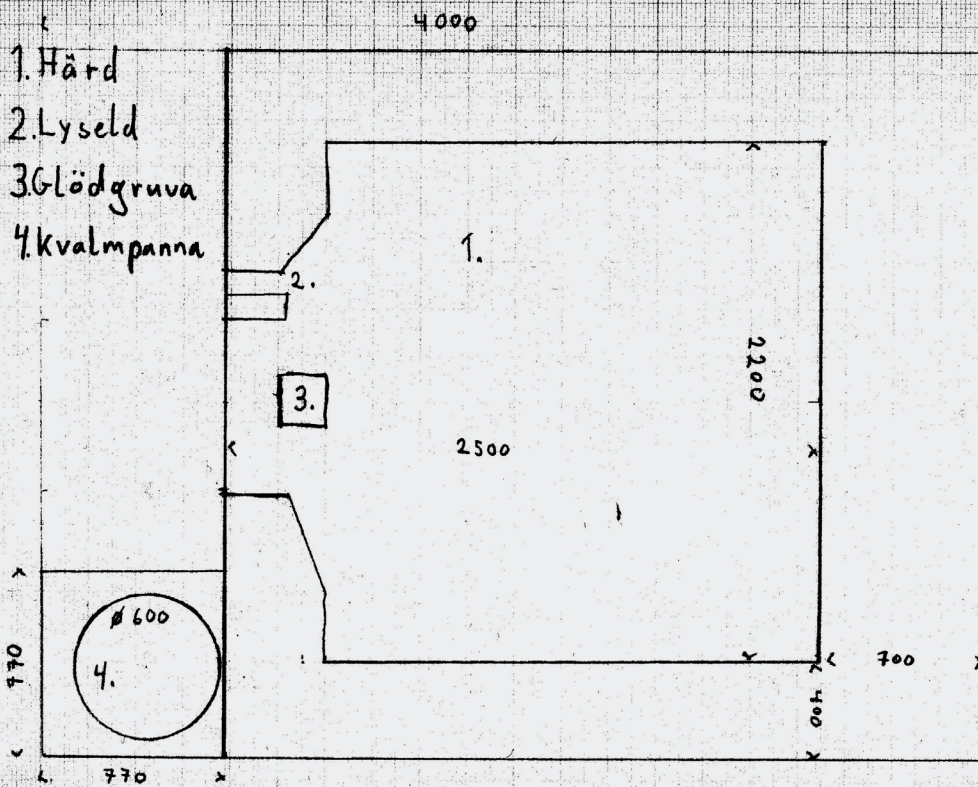 4000
1. Härd
2. Lyseld
3. Glödgruva
4. Kvalmpanna
1.
2.
3.
2200
2500
ø 600
4.
770
700
400
770